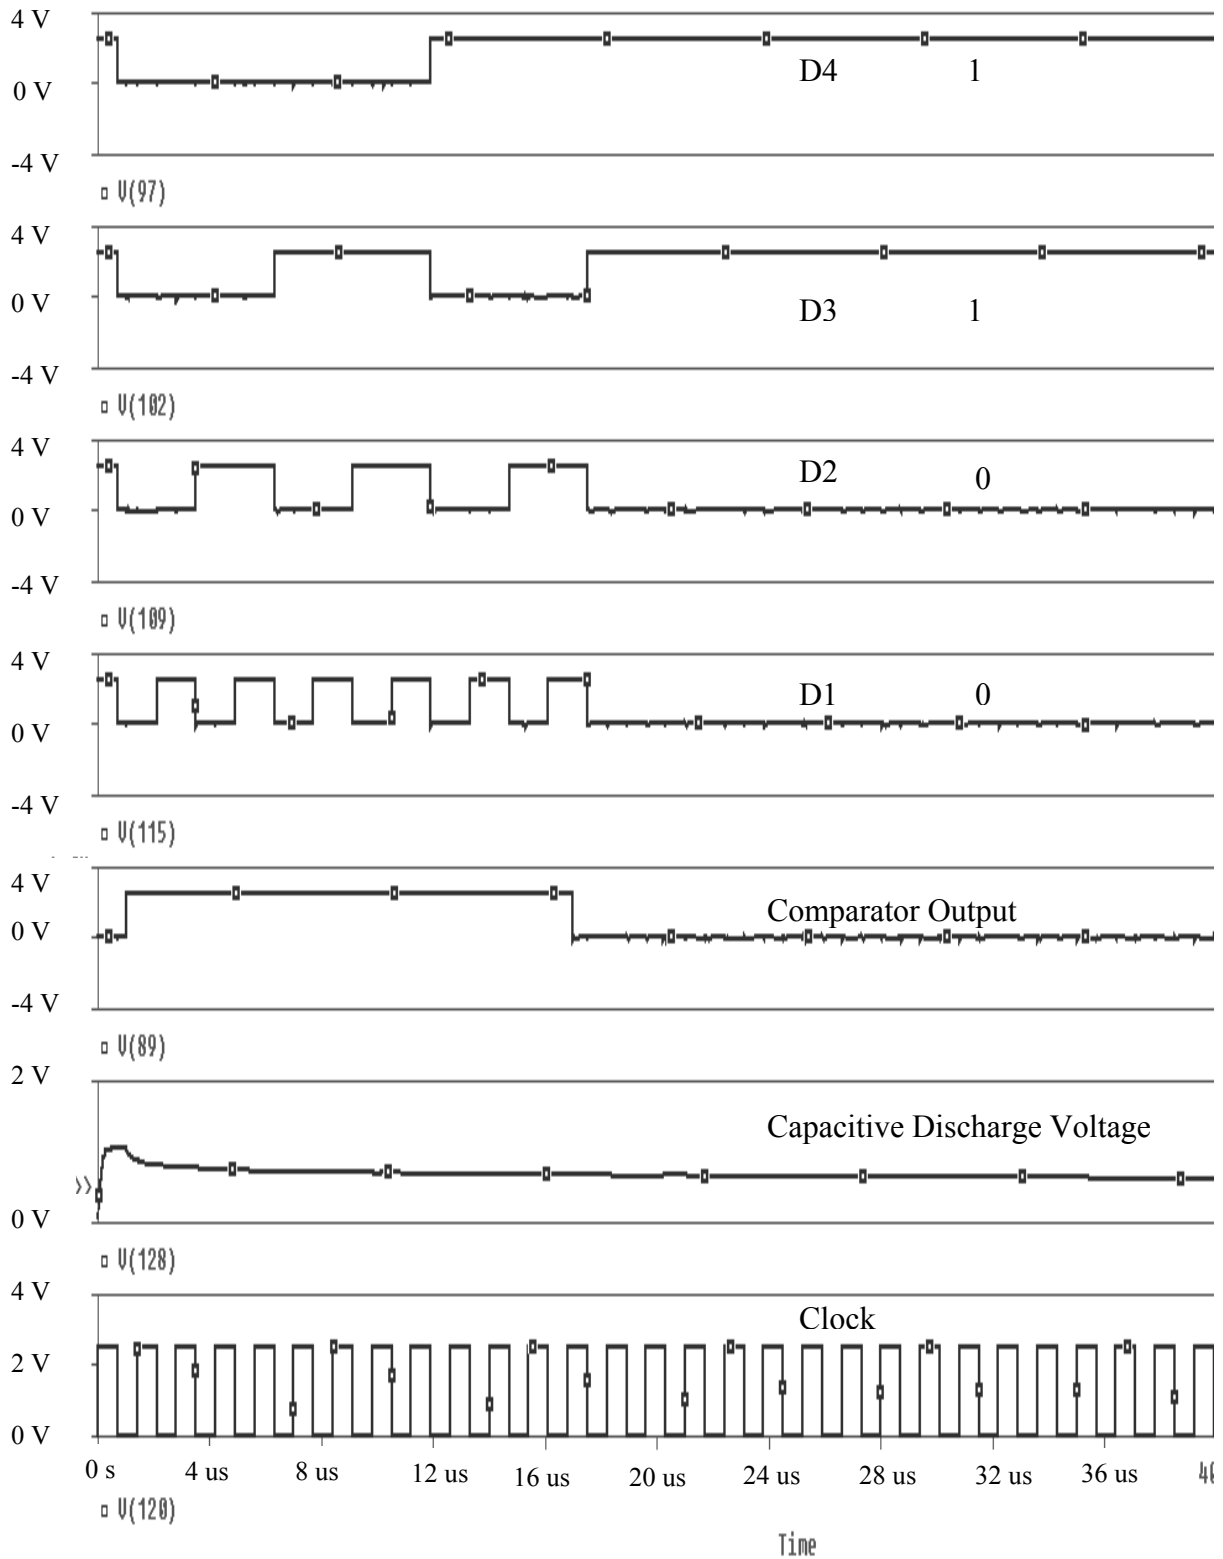 4 V
0 V
-4 V
D4 1
V(97)
4 V
0 V
-4 V
D3 1
V(102)
4 V
0 V
-4 V
D2 0
V(109)
4 V
0 V
-4 V
D1 0
V(115)
4 V
0 V
-4 V
Comparator Output
V(89)
2 V
0 V
Capacitive Discharge Voltage
>>
V(128)
4 V
2 V
0 V
Clock
0 s 4 us 8 us 12 us 16 us 20 us 24 us 28 us 32 us 36 us
V(120)
Time